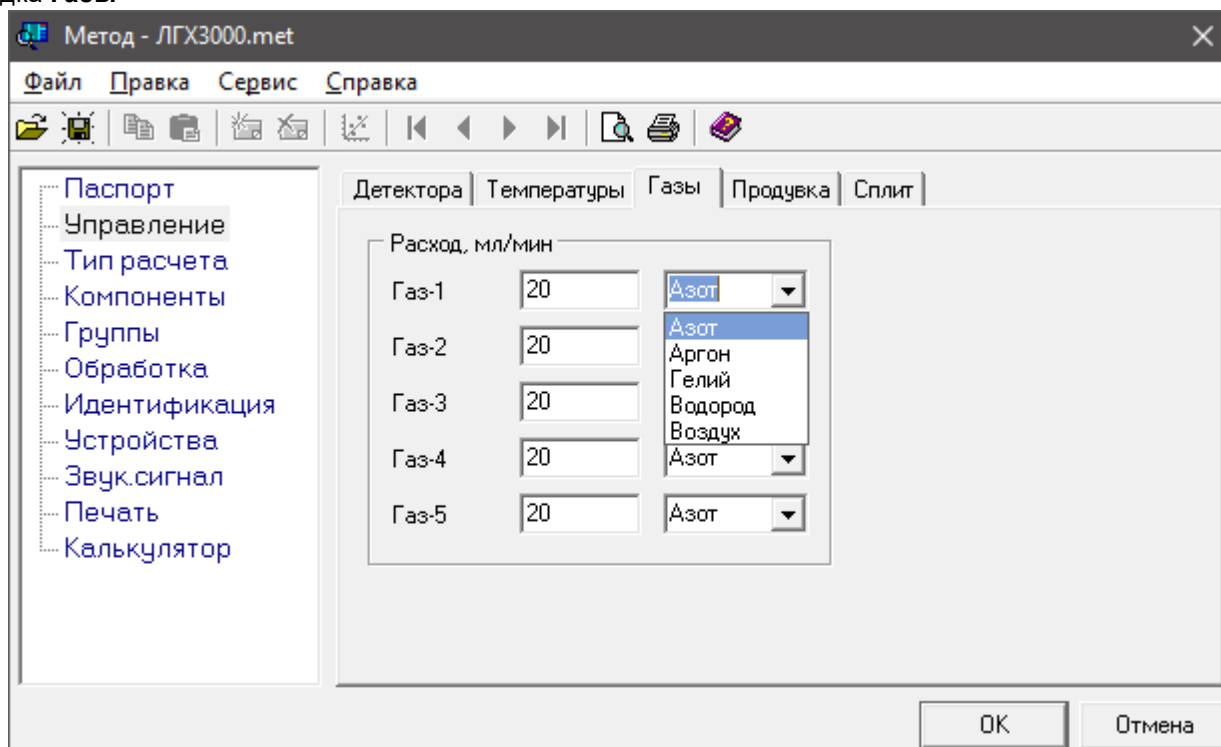 Газы
Метод - ЛГХ3000.met
Файл Правка Сервис Справка
Паспорт
Управление
Тип расчета
Компоненты
Группы
Обработка
Идентификация
Устройства
Звук.сигнал
Печать
Калькулятор
Детектора Температуры Газы Продувка Сплит
Расход, мл/мин
Газ-1 20 Азот
Азот
Аргон
Гелий
Водород
Воздух
Газ-2 20
Газ-3 20
Газ-4 20 Азот
Газ-5 20 Азот
OK Отмена